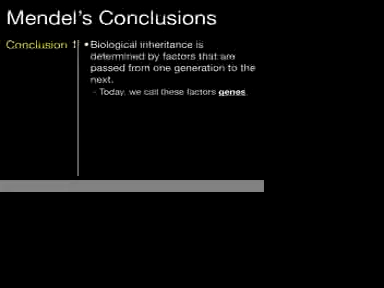 Mendel's Conclusions
Conclusion 1
• Biological inheritance is
determined by factors that are
passed from one generation to the
next.
- Today, we call these factors genes.